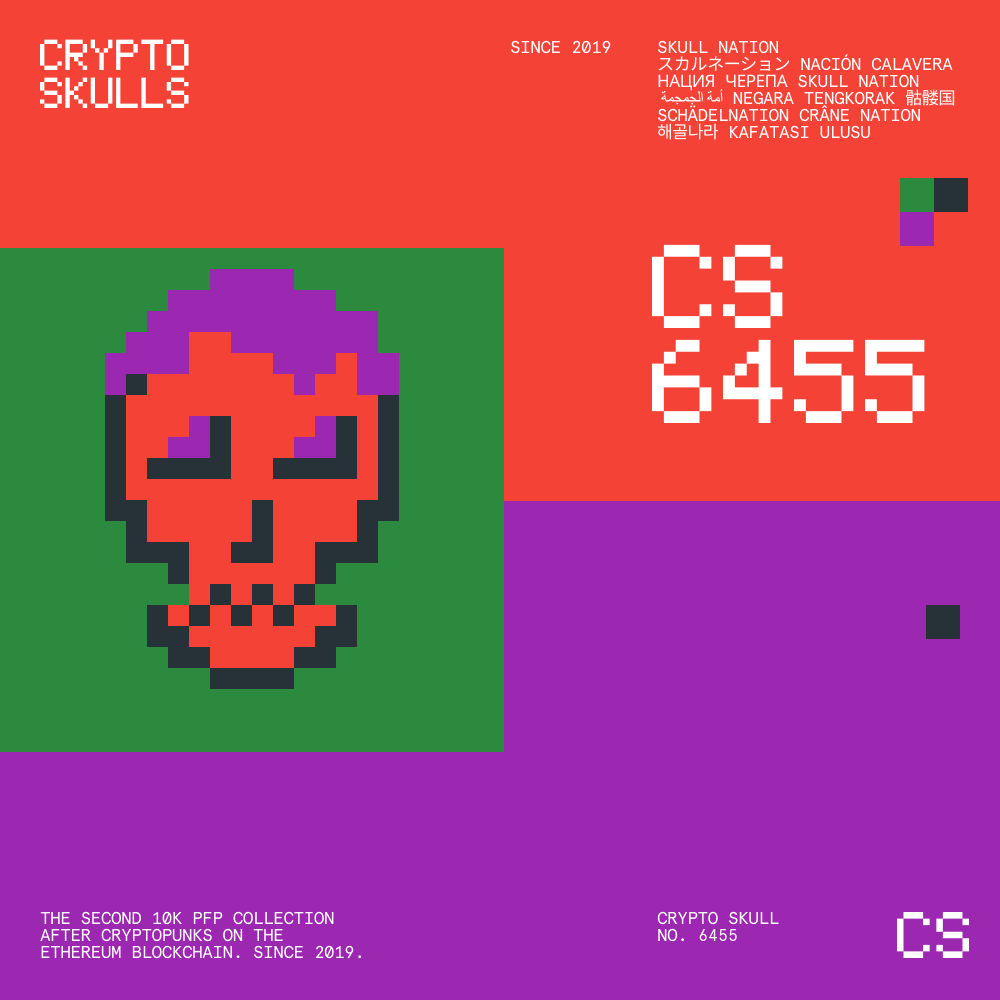 CRYPTO
SKULLS
SINCE 2019
SKULL NATION
スカルネーション NACIÓN CALAVERA
НАЦИЯ ЧЕРЕПА SKULL NATION
أمة الجمجمة NEGARA TENGKORAK 骷髅国
SCHÄDELNATION CRÂNE NATION
해골나라 KAFATASI ULUSU
CS
6455
THE SECOND 10K PFP COLLECTION
AFTER CRYPTOPUNKS ON THE
ETHEREUM BLOCKCHAIN. SINCE 2019.
CRYPTO SKULL
NO. 6455
CS